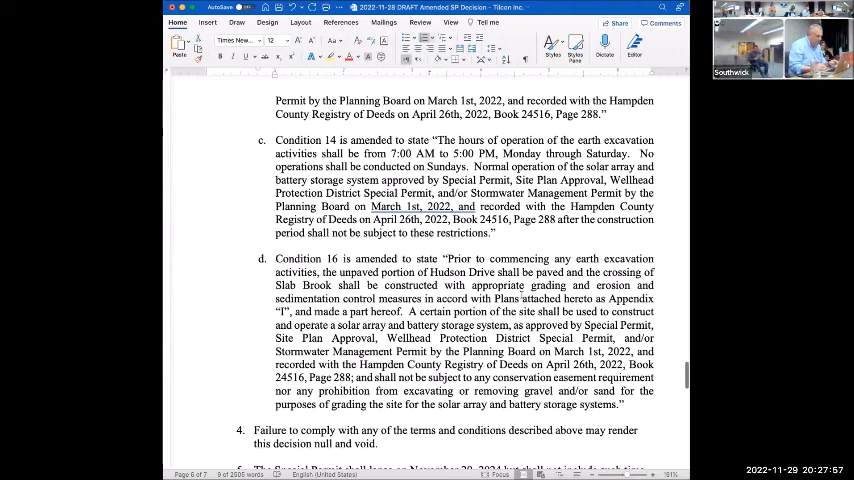 AutoSave
2022-11-28 DRAFT Amended SP Decision - Tilcon Inc.
Home Insert Draw Design Layout References Mailings Review View Tell me
Share Comments
Paste
Times New... 12
Styles Styles Pane Dictate Editor
Permit by the Planning Board on March 1st, 2022, and recorded with the Hampden
County Registry of Deeds on April 26th, 2022, Book 24516, Page 288.”
c. Condition 14 is amended to state “The hours of operation of the earth excavation
activities shall be from 7:00 AM to 5:00 PM, Monday through Saturday. No
operations shall be conducted on Sundays. Normal operation of the solar array and
battery storage system approved by Special Permit, Site Plan Approval, Wellhead
Protection District Special Permit, and/or Stormwater Management Permit by the
Planning Board on March 1st, 2022, and recorded with the Hampden County
Registry of Deeds on April 26th, 2022, Book 24516, Page 288 after the construction
period shall not be subject to these restrictions.”
d. Condition 16 is amended to state “Prior to commencing any earth excavation
activities, the unpaved portion of Hudson Drive shall be paved and the crossing of
Slab Brook shall be constructed with appropriate grading and erosion and
sedimentation control measures in accord with Plans attached hereto as Appendix
“I”, and made a part hereof. A certain portion of the site shall be used to construct
and operate a solar array and battery storage system, as approved by Special Permit,
Site Plan Approval, Wellhead Protection District Special Permit, and/or
Stormwater Management Permit by the Planning Board on March 1st, 2022, and
recorded with the Hampden County Registry of Deeds on April 26th, 2022, Book
24516, Page 288; and shall not be subject to any conservation easement requirement
nor any prohibition from excavating or removing gravel and/or sand for the
purposes of grading the site for the solar array and battery storage systems.”
4. Failure to comply with any of the terms and conditions described above may render
this decision null and void.
Page 6 of 7 9 of 2505 words English (United States) Focus 191%
Southwick
2022-11-29 20:27:57